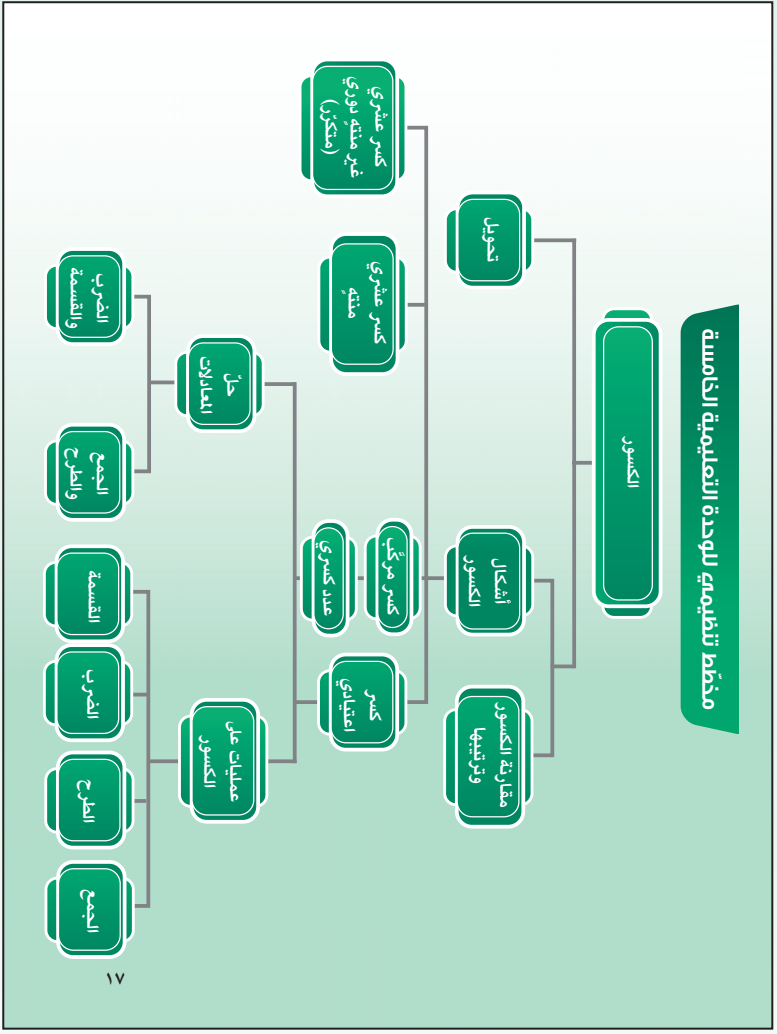 مخطّط تنظيمي للوحدة التعليمية الخامسة
الكسور
مقارنة الكسور
وترتيبها
أشكال
الكسور
تحويل
كسر
اعتيادي
كسر مركّب
عدد كسري
كسر عشري
منتهٍ
كسر عشري
غير منتهٍ دوري
(متكرّر)
عمليات على
الكسور
حلّ
المعادلات
الجمع
الطرح
الضرب
القسمة
الجمع
والطرح
الضرب
والقسمة
١٧